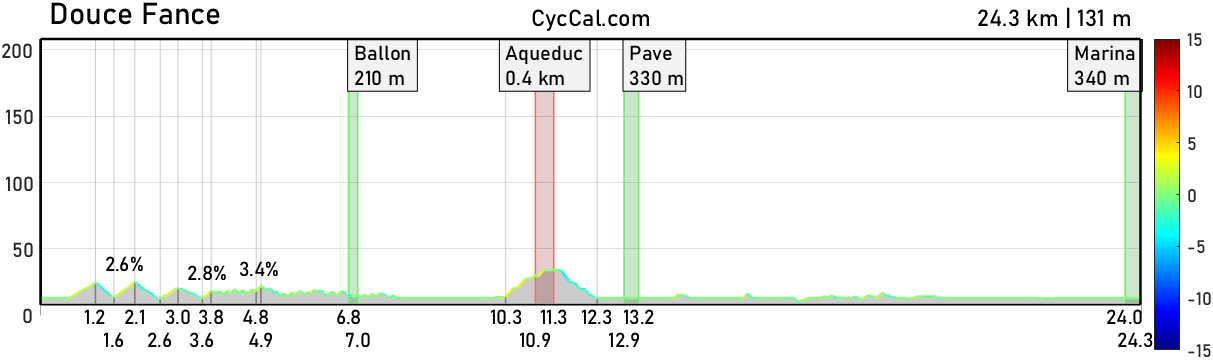 Douce Fance
CycCal.com
24.3 km | 131 m
Ballon
210 m
Aqueduc
0.4 km
Pave
330 m
Marina
340 m
200
150
100
50
0
2.6%
2.8%
3.4%
1.2 2.1 3.0 3.8 4.8 6.8 10.3 11.3 12.3 13.2 24.0
1.6 2.6 3.6 4.9 7.0 10.9 12.9 24.3
15
10
5
0
−5
−10
−15